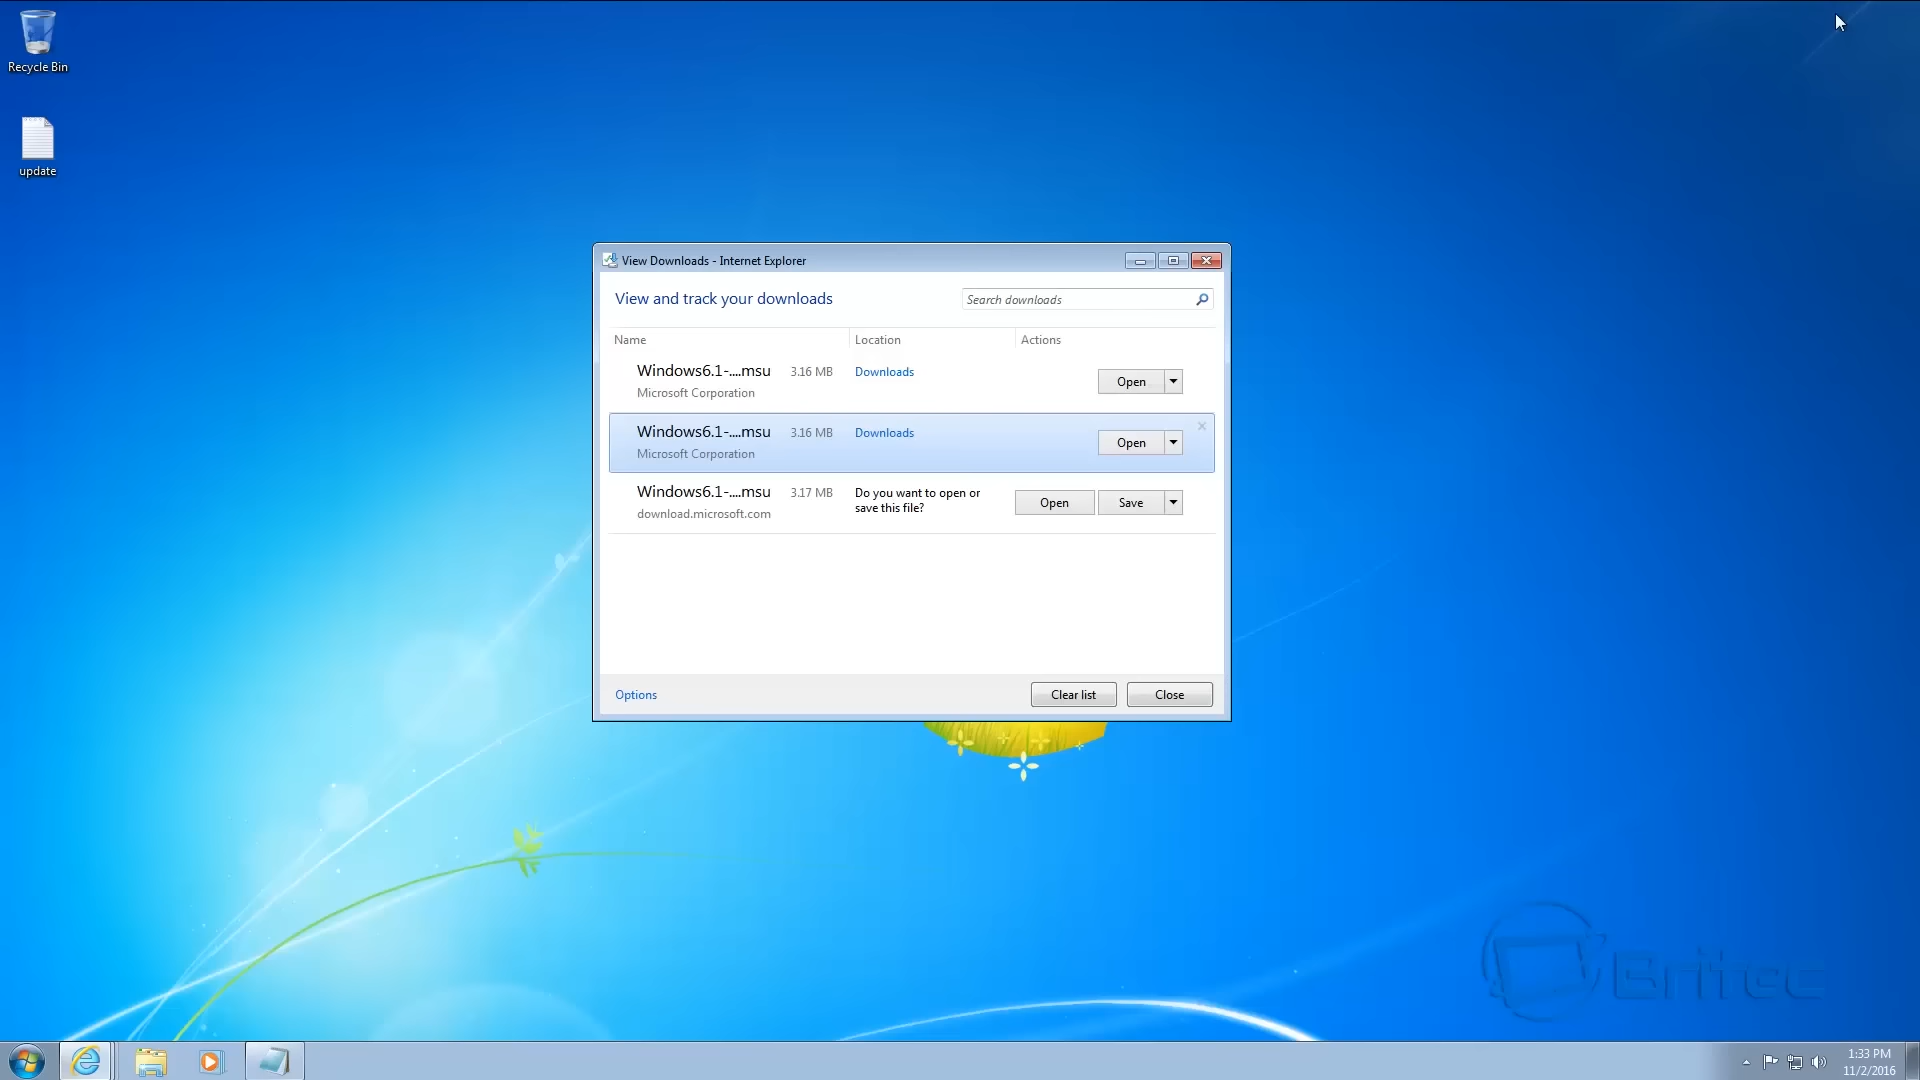 Recycle Bin
update
View Downloads - Internet Explorer
View and track your downloads
Search downloads
Name Location Actions
Windows6.1-....msu 3.16 MB Downloads Open
Microsoft Corporation
Windows6.1-....msu 3.16 MB Downloads Open
Microsoft Corporation
Windows6.1-....msu 3.17 MB Do you want to open or save this file? Open Save
download.microsoft.com
Options Clear list Close
Britec
1:33 PM
11/2/2016